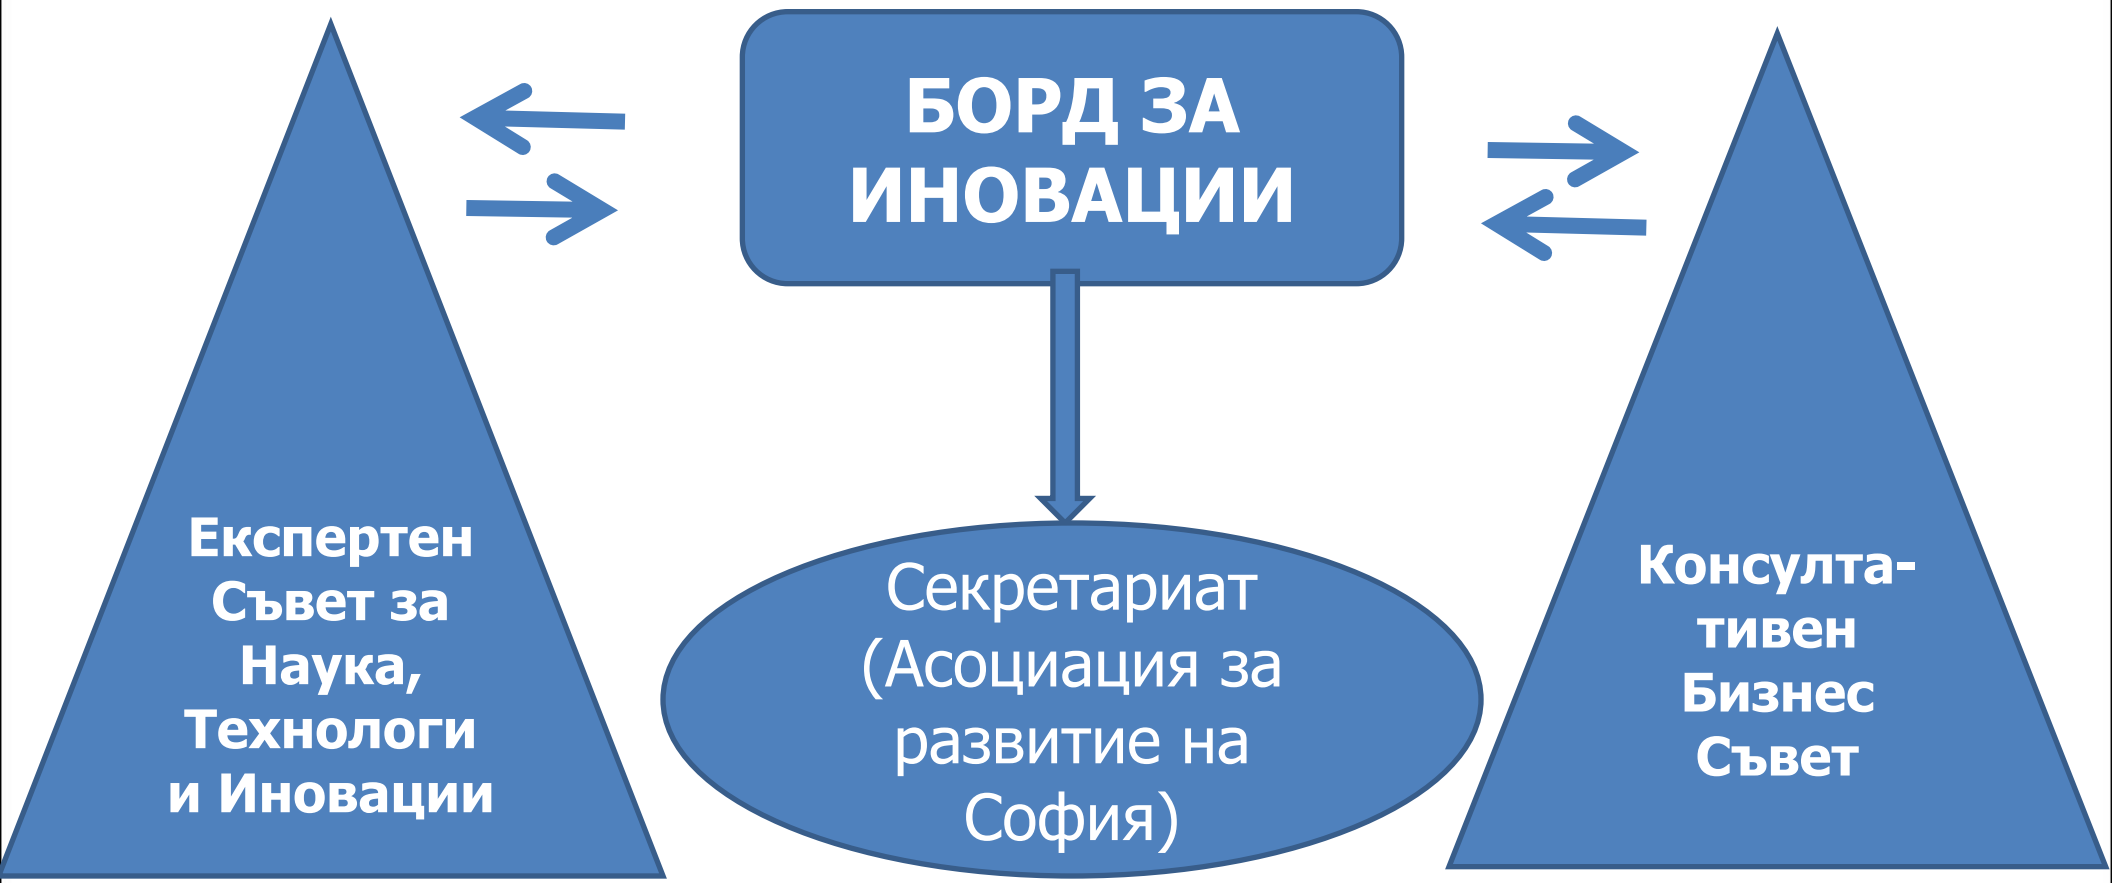 БОРД ЗА
ИНОВАЦИИ
Експертен
Съвет за
Наука,
Технологи
и Иновации
Секретариат
(Асоциация за
развитие на
София)
Консулта-
тивен
Бизнес
Съвет